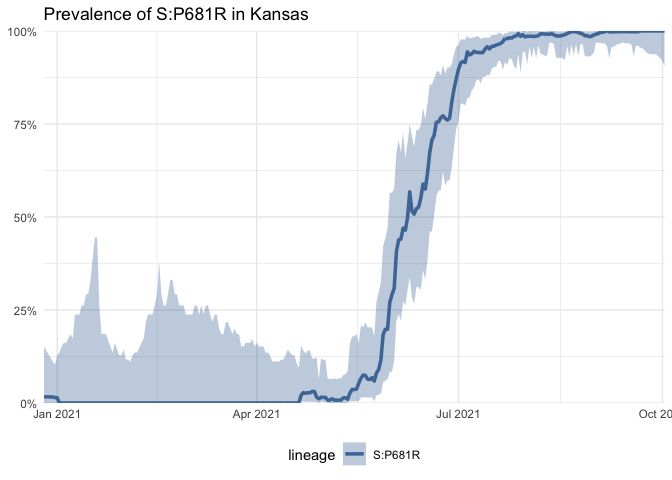 Prevalence of S:P681R in Kansas
100%
75%
50%
25%
0%
Jan 2021 Apr 2021 Jul 2021 Oct 20
lineage S:P681R